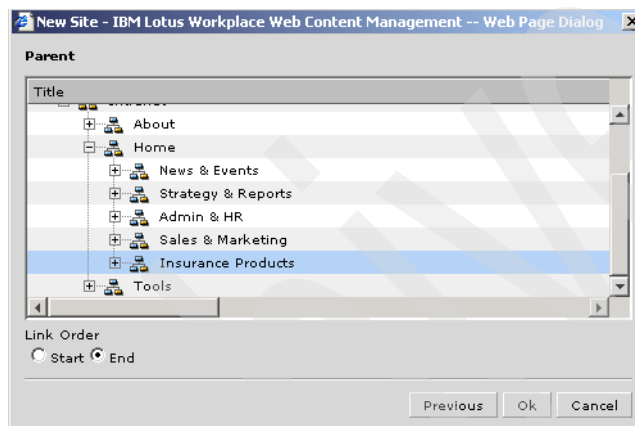 New Site - IBM Lotus Workplace Web Content Management -- Web Page Dialog
Parent
Title
About
Home
News & Events
Strategy & Reports
Admin & HR
Sales & Marketing
Insurance Products
Tools
Link Order
Start End
Previous Ok Cancel